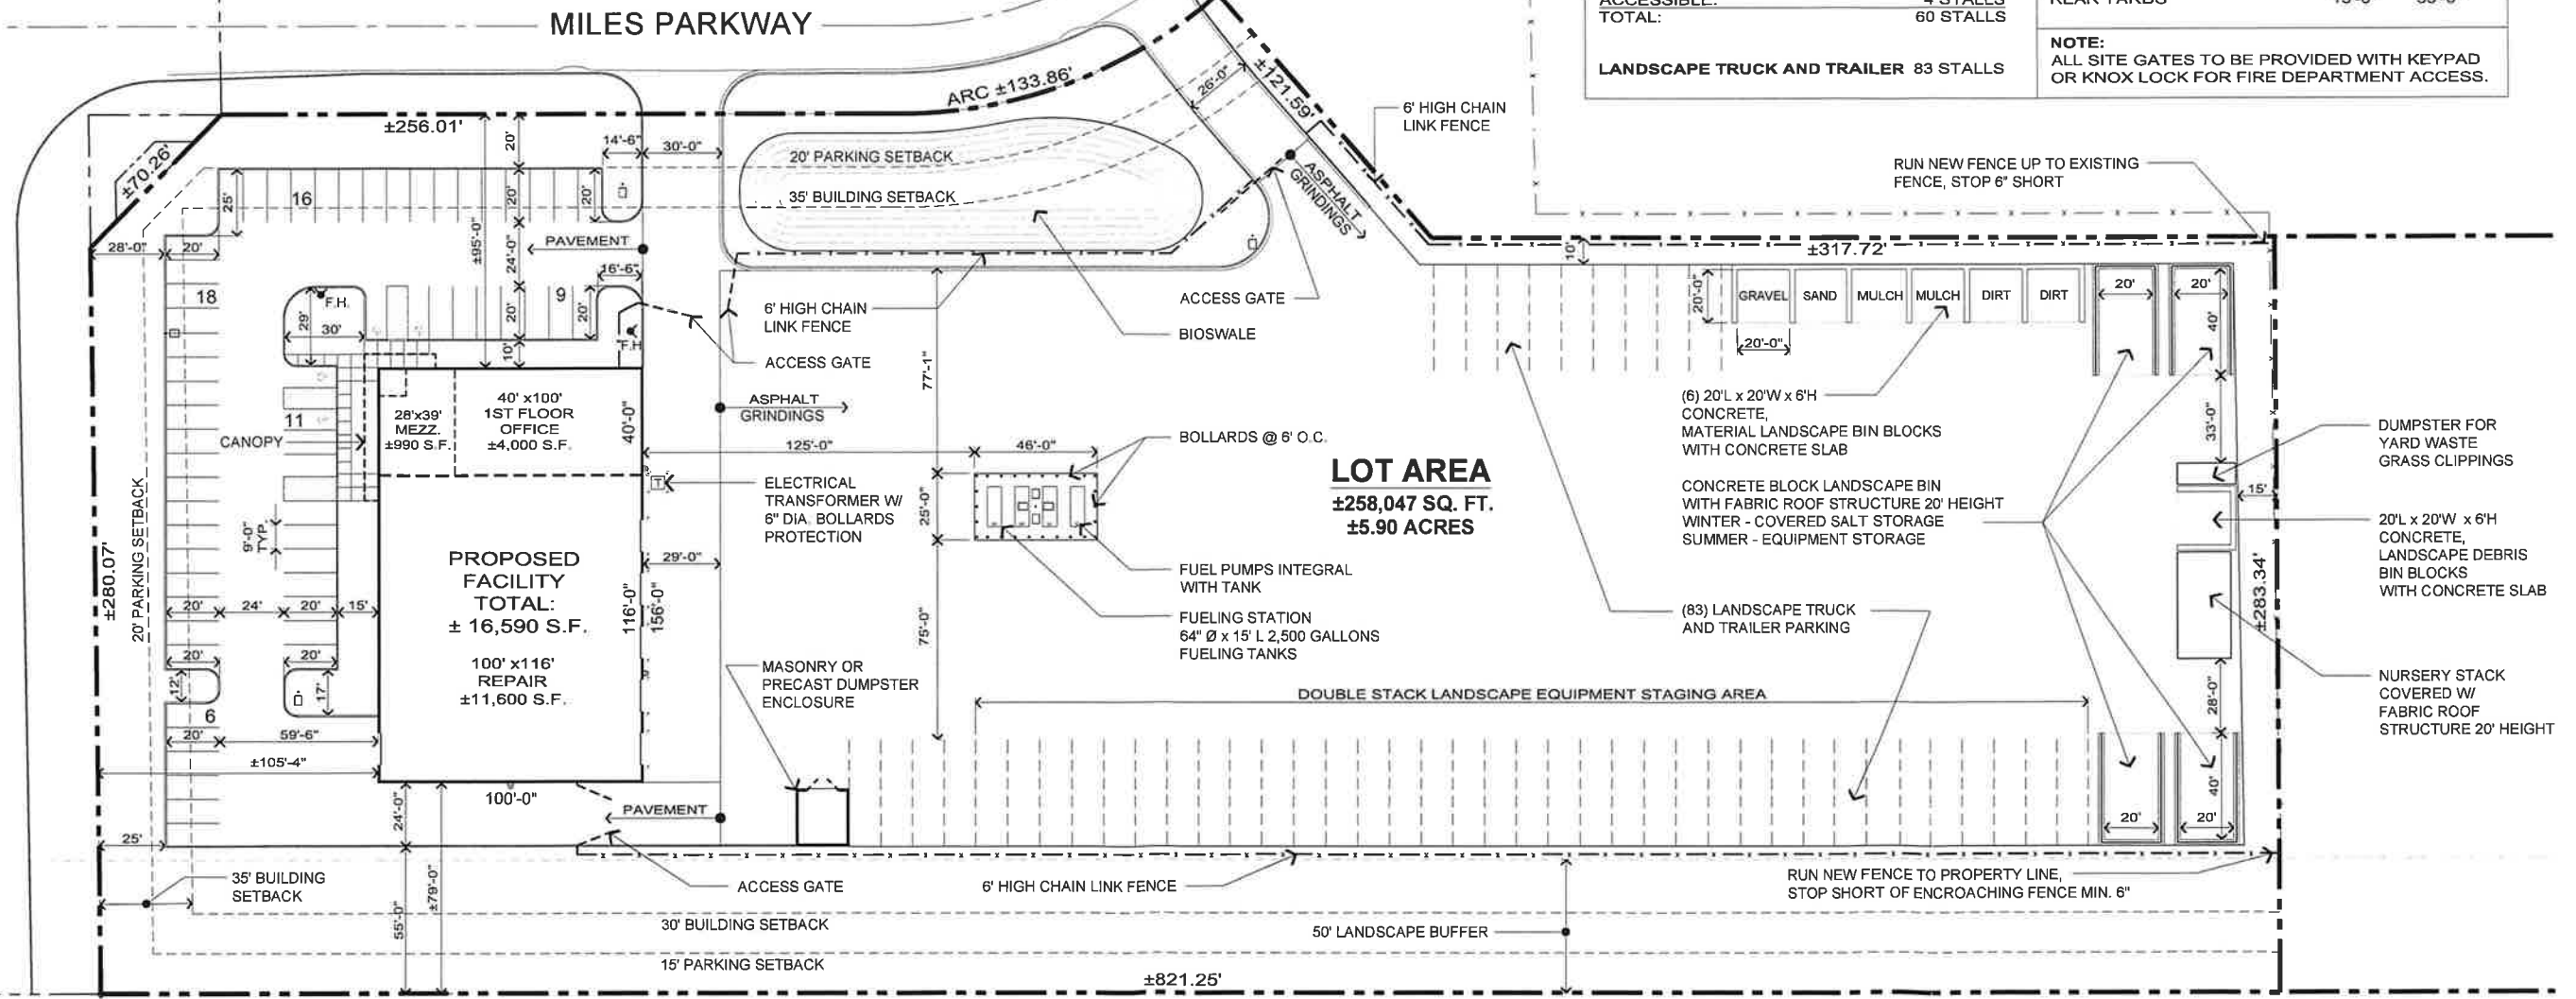 MILES PARKWAY
ACCESSIBLE: 4 STALLS
TOTAL: 60 STALLS
LANDSCAPE TRUCK AND TRAILER 83 STALLS
REAR YARDS
NOTE:
ALL SITE GATES TO BE PROVIDED WITH KEYPAD
OR KNOX LOCK FOR FIRE DEPARTMENT ACCESS.
±70.26'
±256.01'
ARC ±133.86'
26'-0"
±121.59'
6' HIGH CHAIN
LINK FENCE
RUN NEW FENCE UP TO EXISTING
FENCE, STOP 6" SHORT
20'
14'-6"
30'-0"
20' PARKING SETBACK
35' BUILDING SETBACK
ASPHALT
GRINDINGS
16
25'
20'
20'
28'-0"
20'
±95'-0"
24'-0"
PAVEMENT
16'-6"
±317.72'
10'
18
F.H.
29'
30'
9
20'
20'
10'
F.H
6' HIGH CHAIN
LINK FENCE
ACCESS GATE
ACCESS GATE
BIOSWALE
20'-0"
GRAVEL
SAND
MULCH
MULCH
DIRT
DIRT
20'
20'
40'
20'-0"
77'-1"
28'x39'
MEZZ.
±990 S.F.
40' x100'
1ST FLOOR
OFFICE
±4,000 S.F.
40'-0"
11
CANOPY
ASPHALT
GRINDINGS
125'-0"
46'-0"
BOLLARDS @ 6' O.C.
LOT AREA
±258,047 SQ. FT.
±5.90 ACRES
(6) 20'L x 20'W x 6'H
CONCRETE,
MATERIAL LANDSCAPE BIN BLOCKS
WITH CONCRETE SLAB
CONCRETE BLOCK LANDSCAPE BIN
WITH FABRIC ROOF STRUCTURE 20' HEIGHT
WINTER - COVERED SALT STORAGE
SUMMER - EQUIPMENT STORAGE
33'-0"
DUMPSTER FOR
YARD WASTE
GRASS CLIPPINGS
15'
20'L x 20'W x 6'H
CONCRETE,
LANDSCAPE DEBRIS
BIN BLOCKS
WITH CONCRETE SLAB
T
ELECTRICAL
TRANSFORMER W/
6" DIA. BOLLARDS
PROTECTION
25'-0"
9'-0"
TYP.
±280.07'
20' PARKING SETBACK
PROPOSED
FACILITY
TOTAL:
± 16,590 S.F.
100' x116'
REPAIR
±11,600 S.F.
116'-0"
156'-0"
29'-0"
75'-0"
FUEL PUMPS INTEGRAL
WITH TANK
FUELING STATION
64" Ø x 15' L 2,500 GALLONS
FUELING TANKS
(83) LANDSCAPE TRUCK
AND TRAILER PARKING
±283.34'
20'
24'
20'
15'
20'
20'
12'
17'
6
20'
59'-6"
±105'-4"
MASONRY OR
PRECAST DUMPSTER
ENCLOSURE
DOUBLE STACK LANDSCAPE EQUIPMENT STAGING AREA
28'-0"
NURSERY STACK
COVERED W/
FABRIC ROOF
STRUCTURE 20' HEIGHT
100'-0"
24'-0"
PAVEMENT
40'
20'
20'
25'
35' BUILDING
SETBACK
55'-0"
±79'-0"
ACCESS GATE
6' HIGH CHAIN LINK FENCE
RUN NEW FENCE TO PROPERTY LINE,
STOP SHORT OF ENCROACHING FENCE MIN. 6"
30' BUILDING SETBACK
50' LANDSCAPE BUFFER
15' PARKING SETBACK
±821.25'